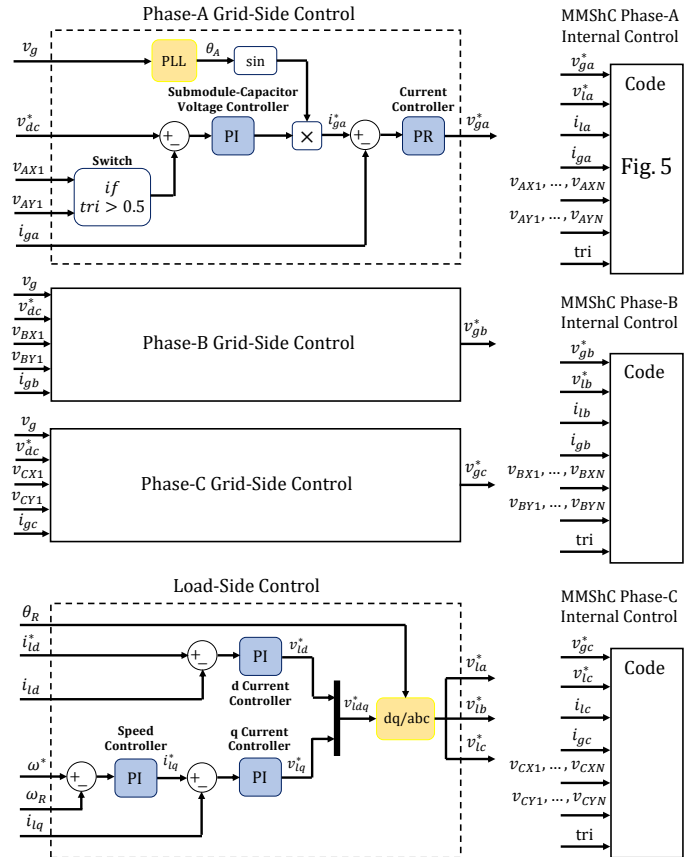 Phase-A Grid-Side Control
v_g
θ_A
PLL
sin
Submodule-Capacitor
Voltage Controller
Current
Controller
v*_dc
+
−
PI
×
i*_ga
+
−
PR
v*_ga
Switch
v_AX1
if
v_AY1
tri > 0.5
i_ga
MMShC Phase-A
Internal Control
v*_ga
Code
v*_la
i_la
i_ga
Fig. 5
v_AX1, … , v_AXN
v_AY1, … , v_AYN
tri
v_g
v*_dc
v_BX1
Phase-B Grid-Side Control
v*_gb
v_BY1
i_gb
MMShC Phase-B
Internal Control
v*_gb
Code
v*_lb
i_lb
i_gb
v_BX1, … , v_BXN
v_BY1, … , v_BYN
tri
v_g
v*_dc
v_CX1
Phase-C Grid-Side Control
v*_gc
v_CY1
i_gc
Load-Side Control
θ_R
i*_ld
+
−
PI
v*_ld
i_ld
d Current
Controller
v*_ldq
dq/abc
v*_la
v*_lb
v*_lc
Speed
Controller
q Current
Controller
ω*
+
−
PI
i*_lq
+
−
PI
v*_lq
ω_R
i_lq
MMShC Phase-C
Internal Control
v*_gc
Code
v*_lc
i_lc
i_gc
v_CX1, … , v_CXN
v_CY1, … , v_CYN
tri